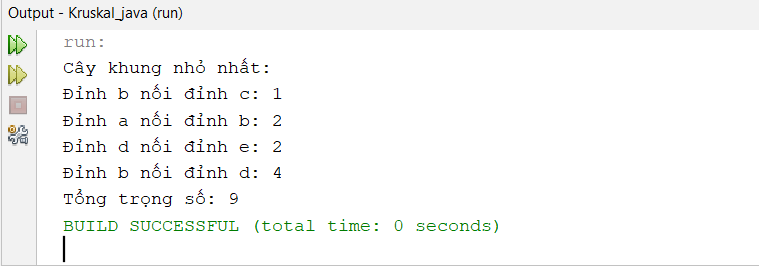 Output - Kruskal_java (run)
run:
Cây khung nhỏ nhất:
Đỉnh b nối đỉnh c: 1
Đỉnh a nối đỉnh b: 2
Đỉnh d nối đỉnh e: 2
Đỉnh b nối đỉnh d: 4
Tổng trọng số: 9
BUILD SUCCESSFUL (total time: 0 seconds)